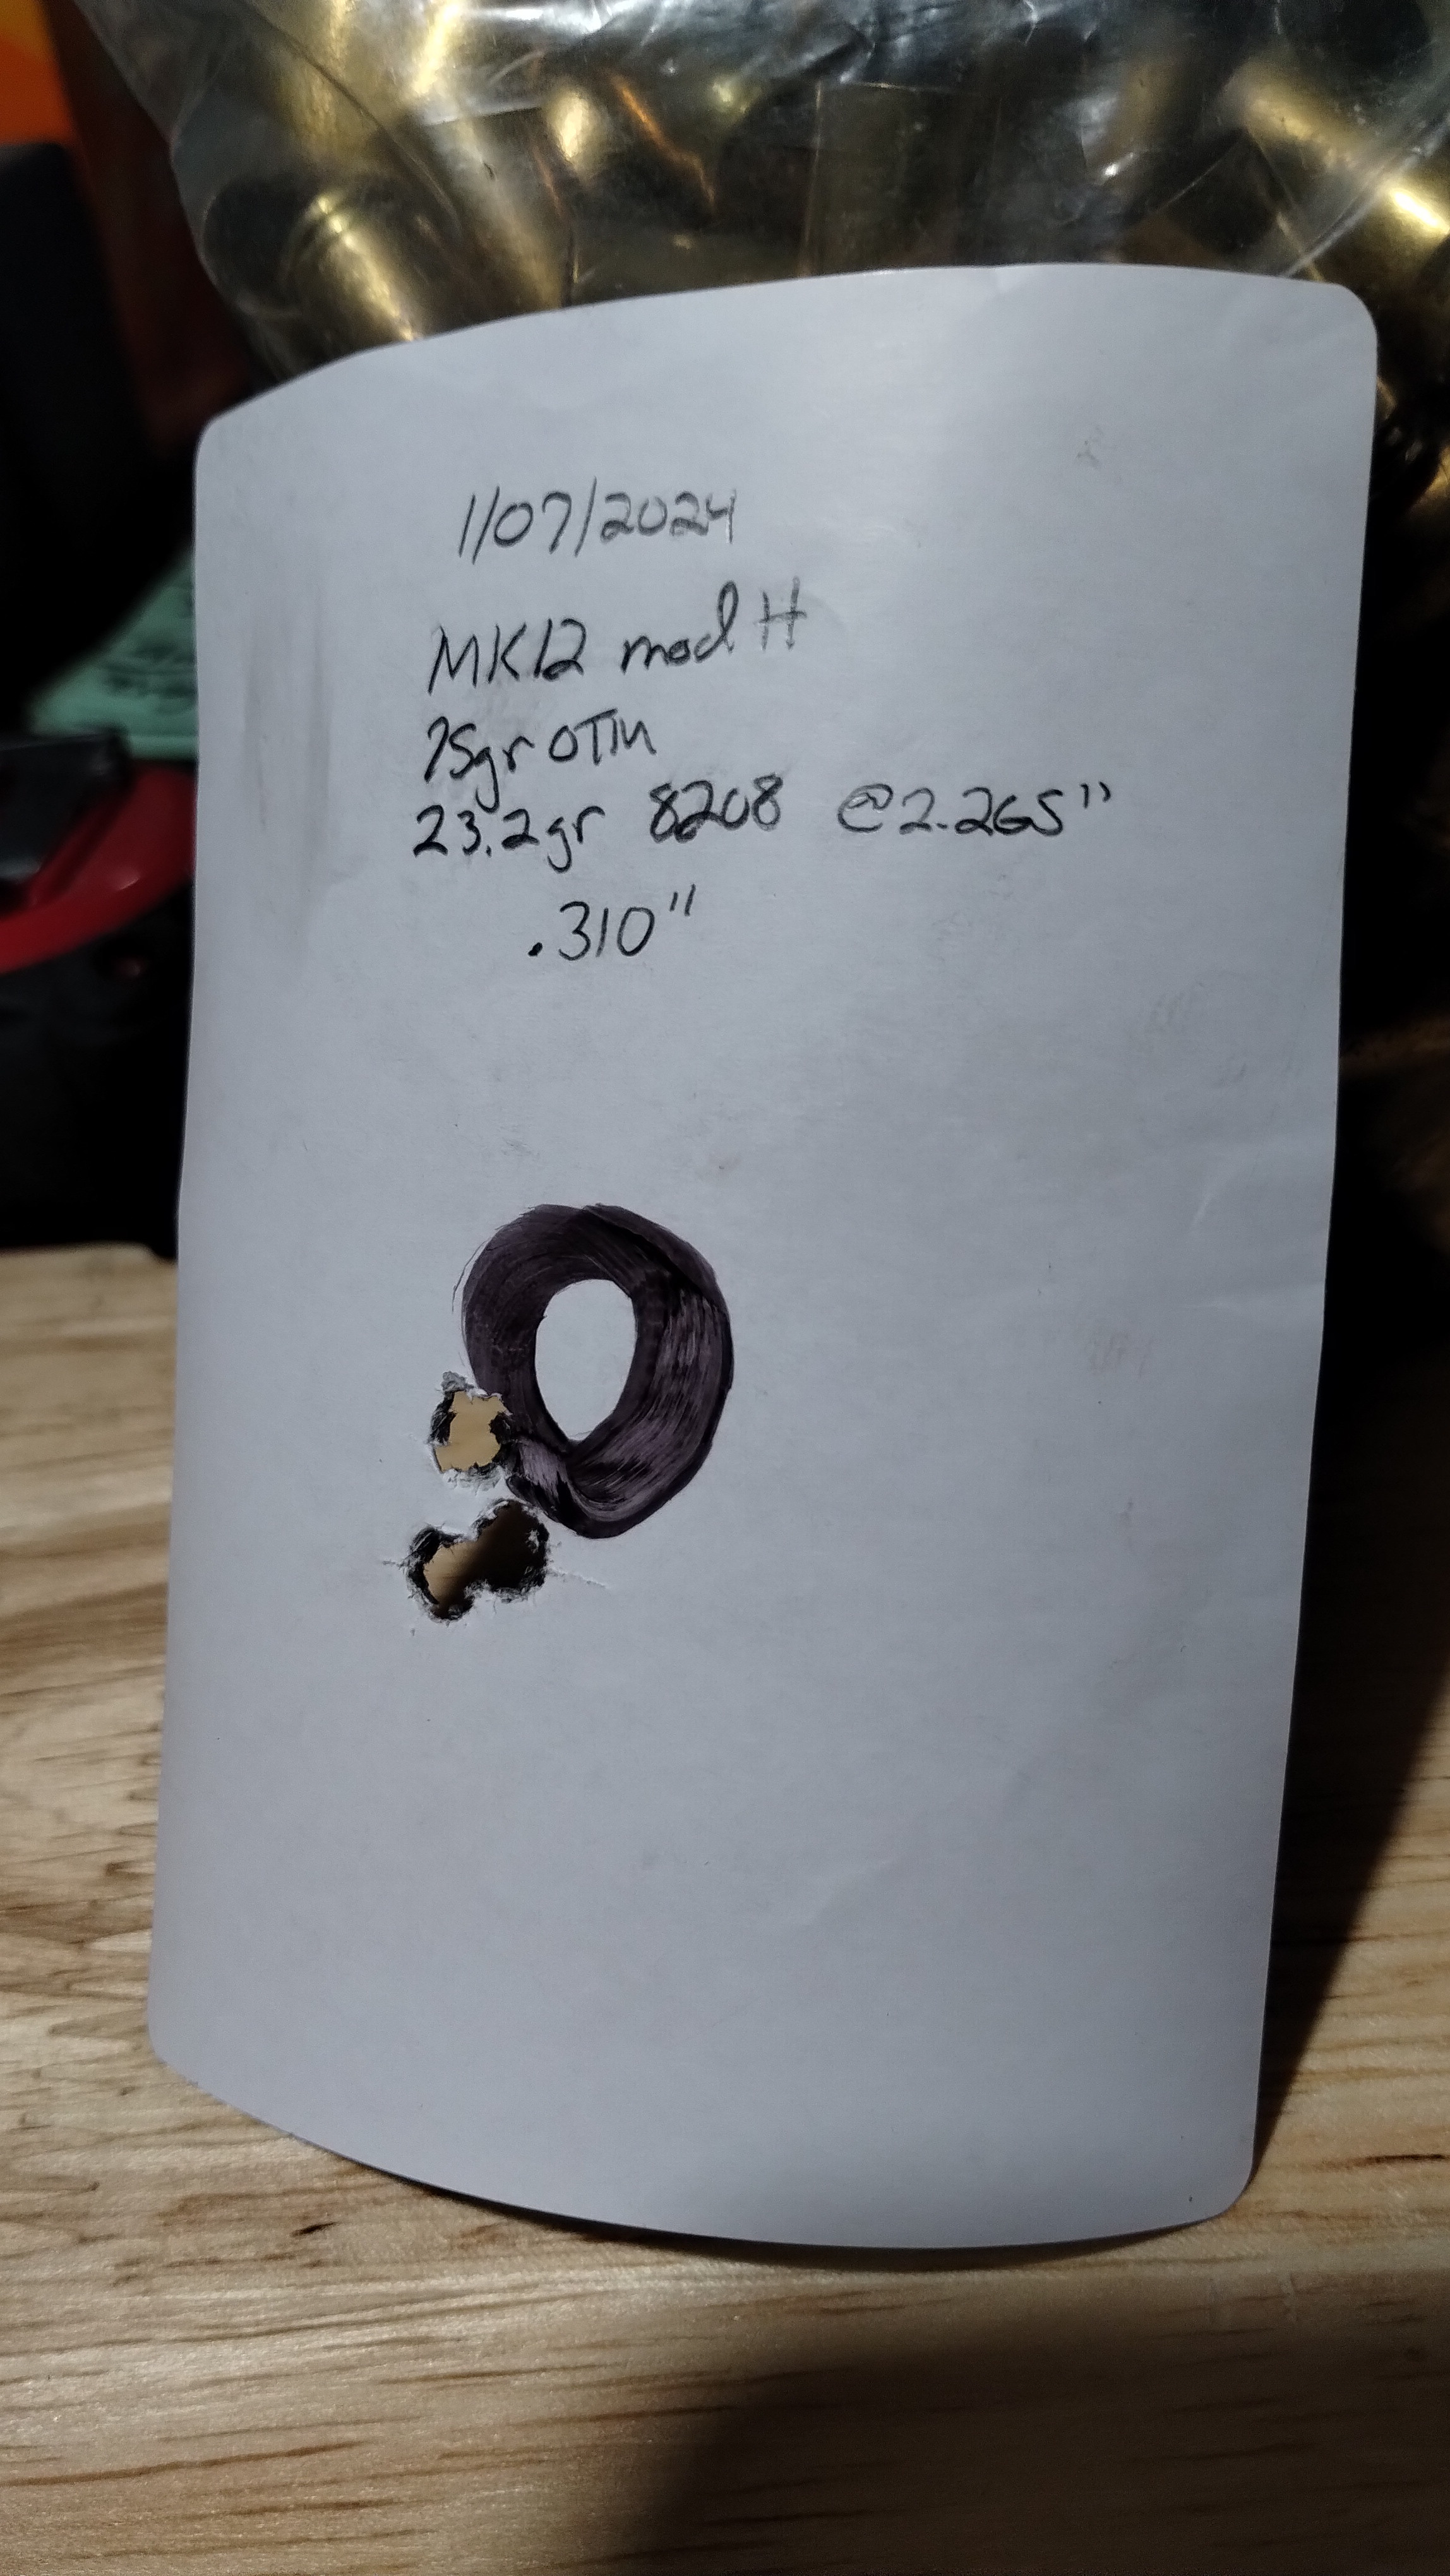 1/07/2024
MK12 mod H
75gr OTM
23.2gr 8208 @2.265"
.310"